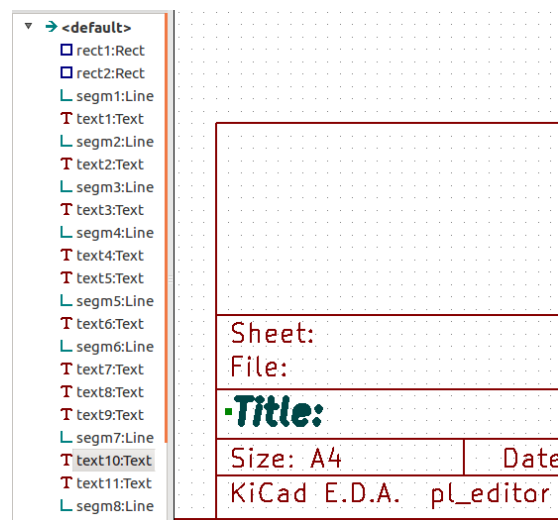 <default>
rect1:Rect
rect2:Rect
segm1:Line
text1:Text
segm2:Line
text2:Text
segm3:Line
text3:Text
segm4:Line
text4:Text
text5:Text
segm5:Line
text6:Text
segm6:Line
text7:Text
text8:Text
text9:Text
segm7:Line
text10:Text
text11:Text
segm8:Line
Sheet:
File:
Title:
Size: A4 Date
KiCad E.D.A. pl_editor